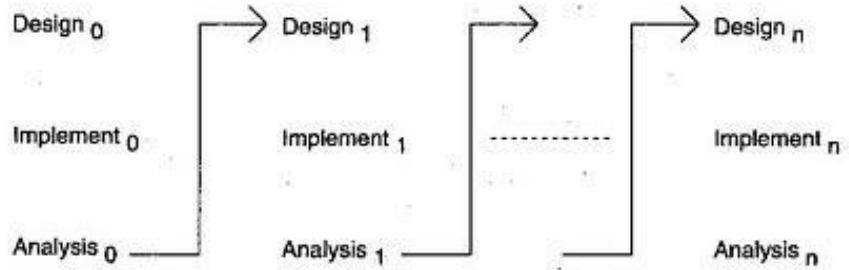 Design 0 Design 1 Design n
Implement 0 Implement 1 Implement n
Analysis 0 Analysis 1 Analysis n